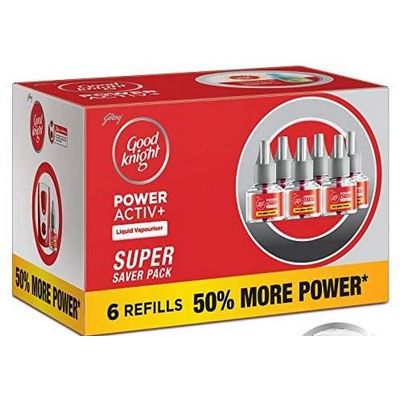 Godrej
Good
knight
POWER
ACTIV+
Liquid Vapouriser
SUPER
SAVER PACK
6 REFILLS 50% MORE POWER*
50% MORE POWER*